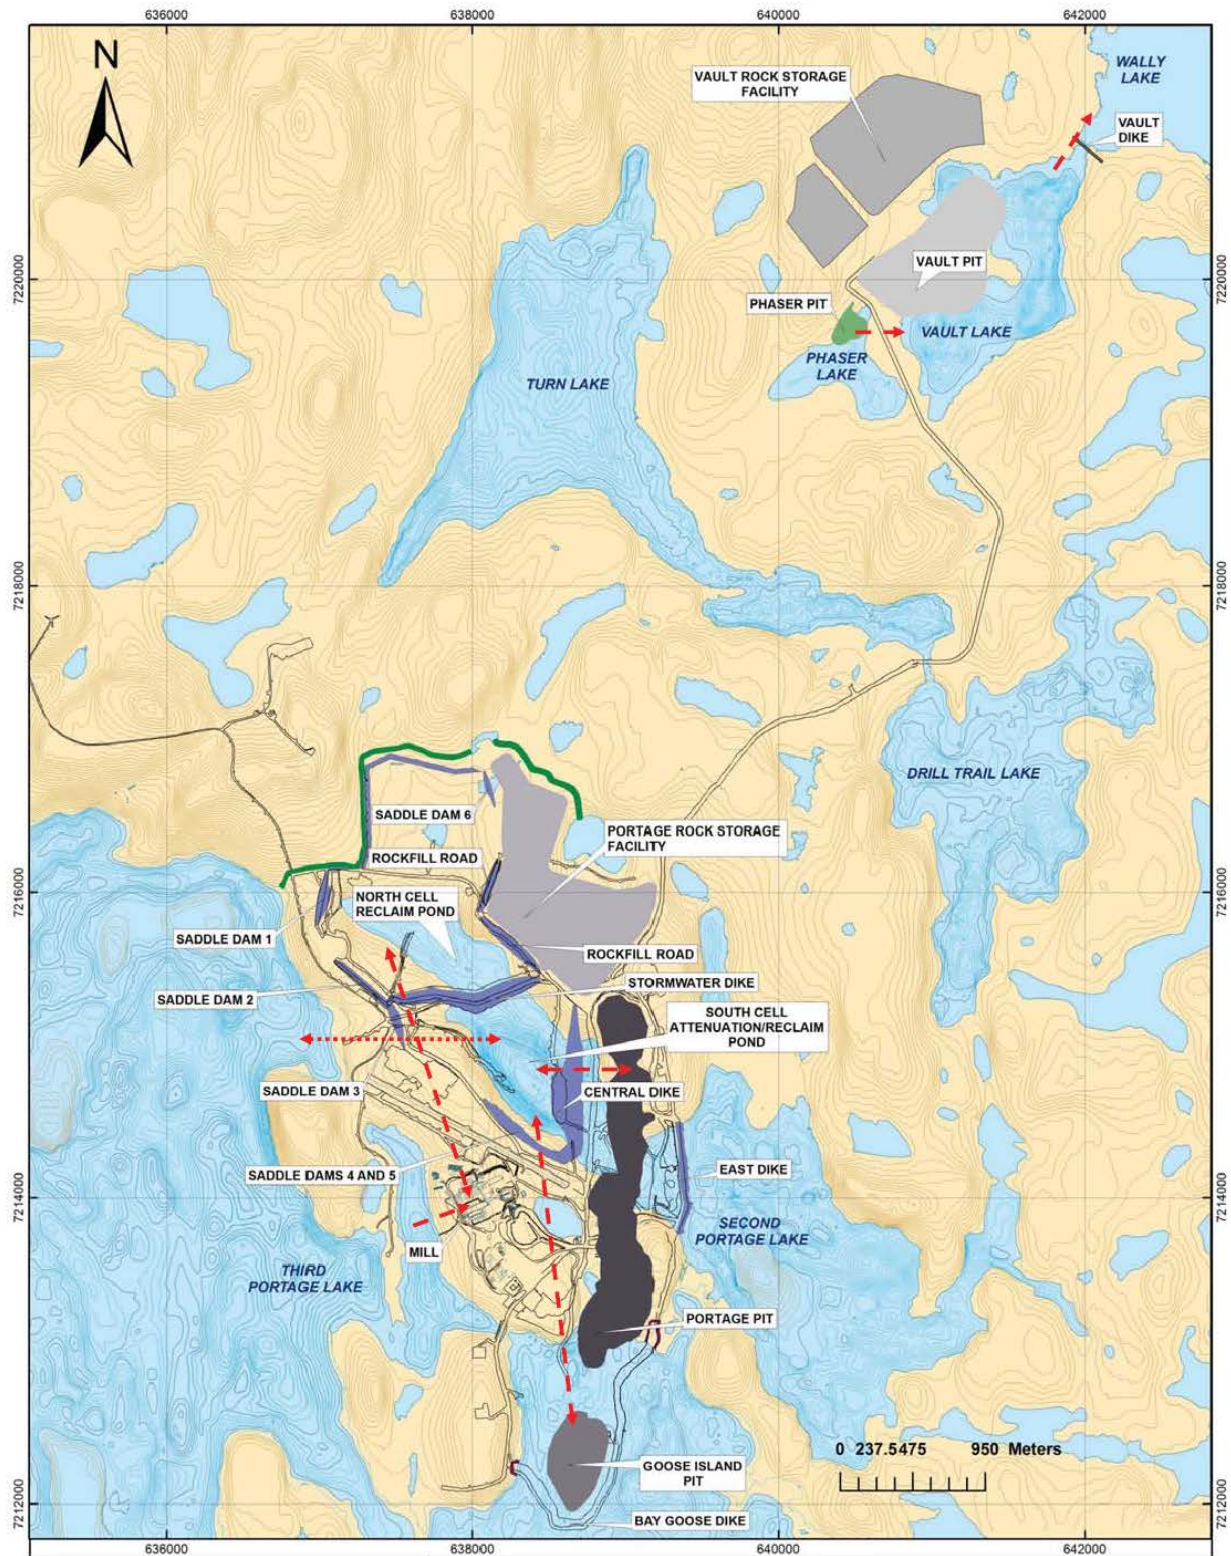 636000
638000
640000
642000
N
WALLY
LAKE
VAULT ROCK STORAGE
FACILITY
VAULT
DIKE
VAULT PIT
7220000
7220000
PHASER PIT
VAULT LAKE
PHASER
LAKE
TURN LAKE
7218000
7218000
DRILL TRAIL LAKE
SADDLE DAM 6
PORTAGE ROCK STORAGE
FACILITY
ROCKFILL ROAD
7216000
7216000
NORTH CELL
RECLAIM POND
SADDLE DAM 1
ROCKFILL ROAD
STORMWATER DIKE
SADDLE DAM 2
SOUTH CELL
ATTENUATION/RECLAIM
POND
SADDLE DAM 3
CENTRAL DIKE
SADDLE DAMS 4 AND 5
EAST DIKE
7214000
7214000
SECOND
PORTAGE LAKE
MILL
THIRD
PORTAGE LAKE
PORTAGE PIT
0 237.5475 950 Meters
GOOSE ISLAND
PIT
7212000
7212000
BAY GOOSE DIKE
636000
638000
640000
642000